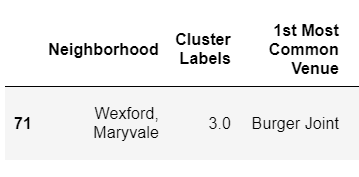 Neighborhood Cluster Labels 1st Most Common Venue
71 Wexford, Maryvale 3.0 Burger Joint